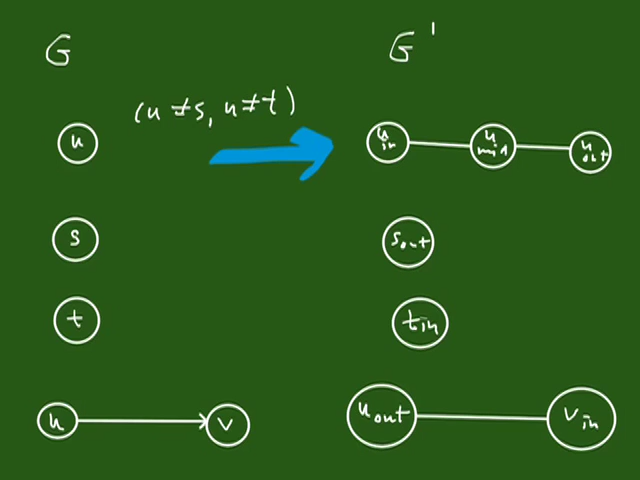 G G'
(u ≠ s, u ≠ t)
u u in u mid u out
s s out
t t in
u v u out v in